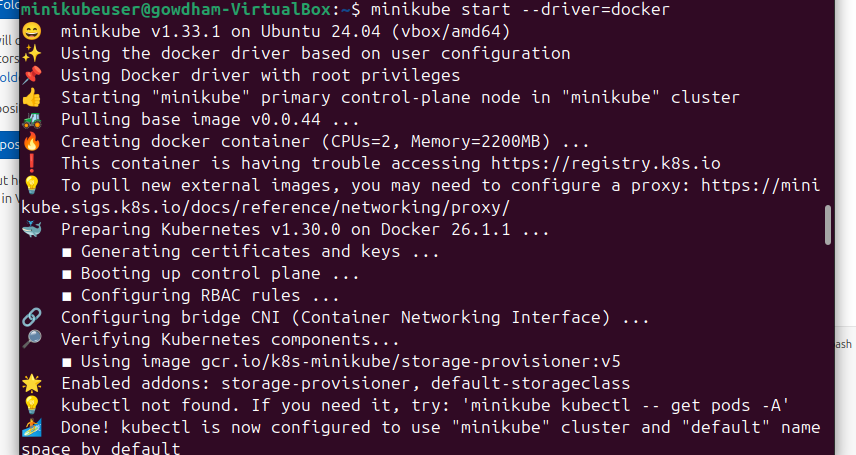 minikubeuser@gowdham-VirtualBox:~$ minikube start --driver=docker
😄 minikube v1.33.1 on Ubuntu 24.04 (vbox/amd64)
✨ Using the docker driver based on user configuration
📌 Using Docker driver with root privileges
👍 Starting "minikube" primary control-plane node in "minikube" cluster
🚜 Pulling base image v0.0.44 ...
🔥 Creating docker container (CPUs=2, Memory=2200MB) ...
❗ This container is having trouble accessing https://registry.k8s.io
💡 To pull new external images, you may need to configure a proxy: https://mini
kube.sigs.k8s.io/docs/reference/networking/proxy/
🐳 Preparing Kubernetes v1.30.0 on Docker 26.1.1 ...
▪ Generating certificates and keys ...
▪ Booting up control plane ...
▪ Configuring RBAC rules ...
🔗 Configuring bridge CNI (Container Networking Interface) ...
🔎 Verifying Kubernetes components...
▪ Using image gcr.io/k8s-minikube/storage-provisioner:v5
🌟 Enabled addons: storage-provisioner, default-storageclass
💡 kubectl not found. If you need it, try: 'minikube kubectl -- get pods -A'
🏄 Done! kubectl is now configured to use "minikube" cluster and "default" name
space by default